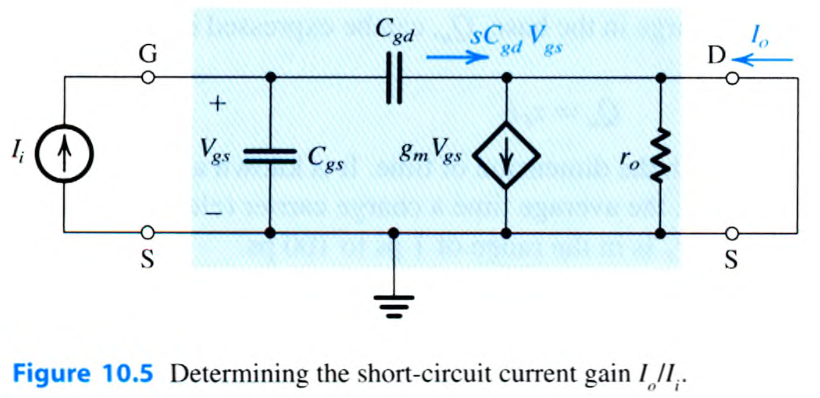 C_gd
sC_gd V_gs
I_o
G
D
+
I_i
V_gs
C_gs
g_m V_gs
r_o
−
S
S
Figure 10.5 Determining the short-circuit current gain I_o/I_i.